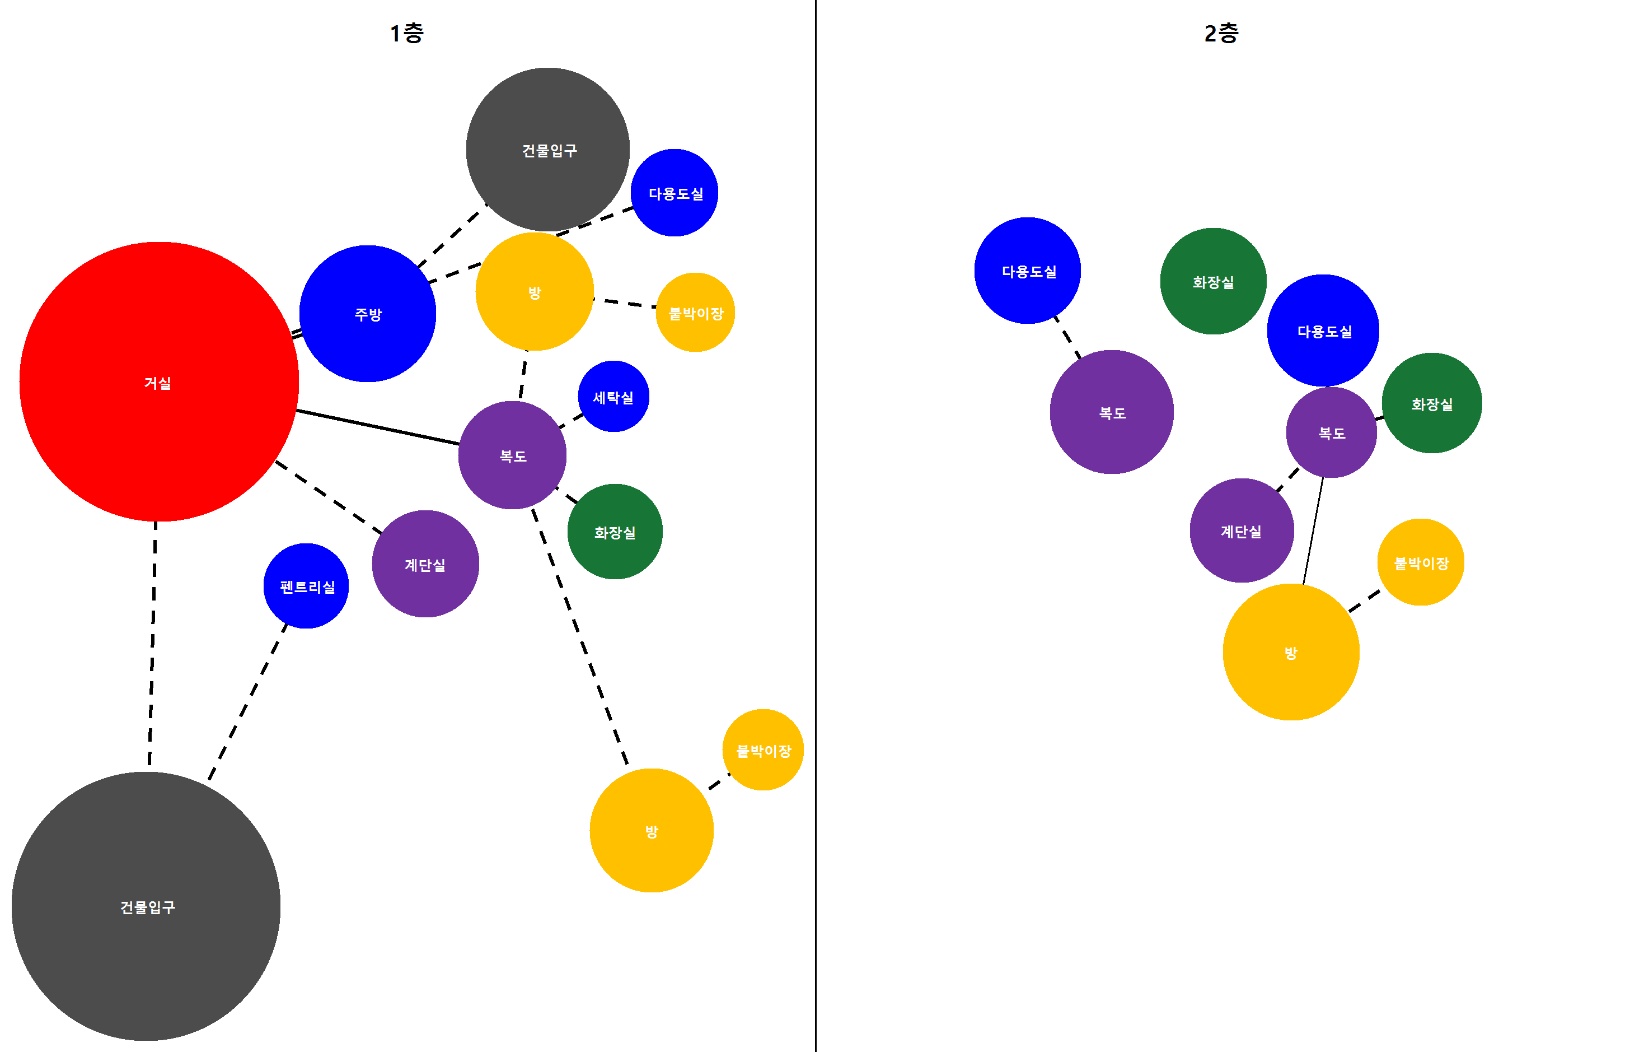 1층
건물입구
다용도실
주방
방
붙박이장
거실
세탁실
복도
화장실
계단실
펜트리실
붙박이장
방
건물입구
2층
다용도실
화장실
다용도실
복도
화장실
복도
계단실
붙박이장
방